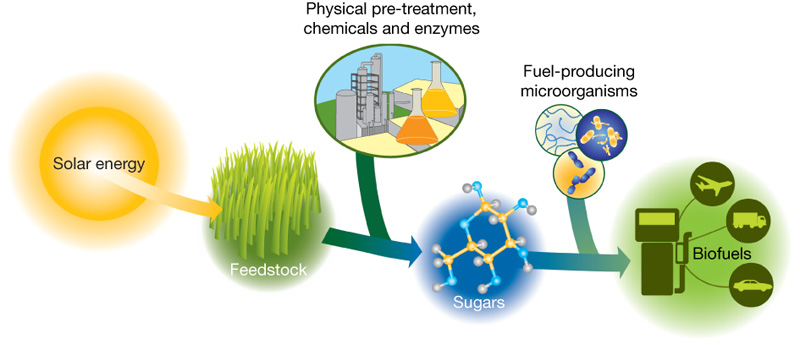 Physical pre-treatment,
chemicals and enzymes
Fuel-producing
microorganisms
Solar energy
Feedstock
Sugars
Biofuels